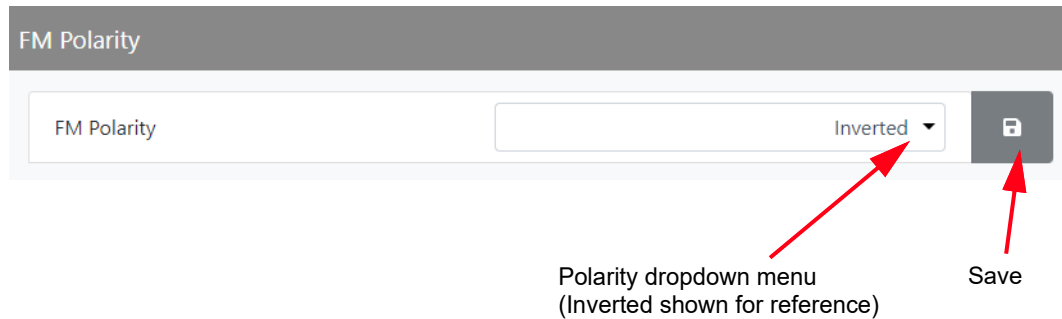 FM Polarity
FM Polarity
Inverted
Polarity dropdown menu
(Inverted shown for reference)
Save